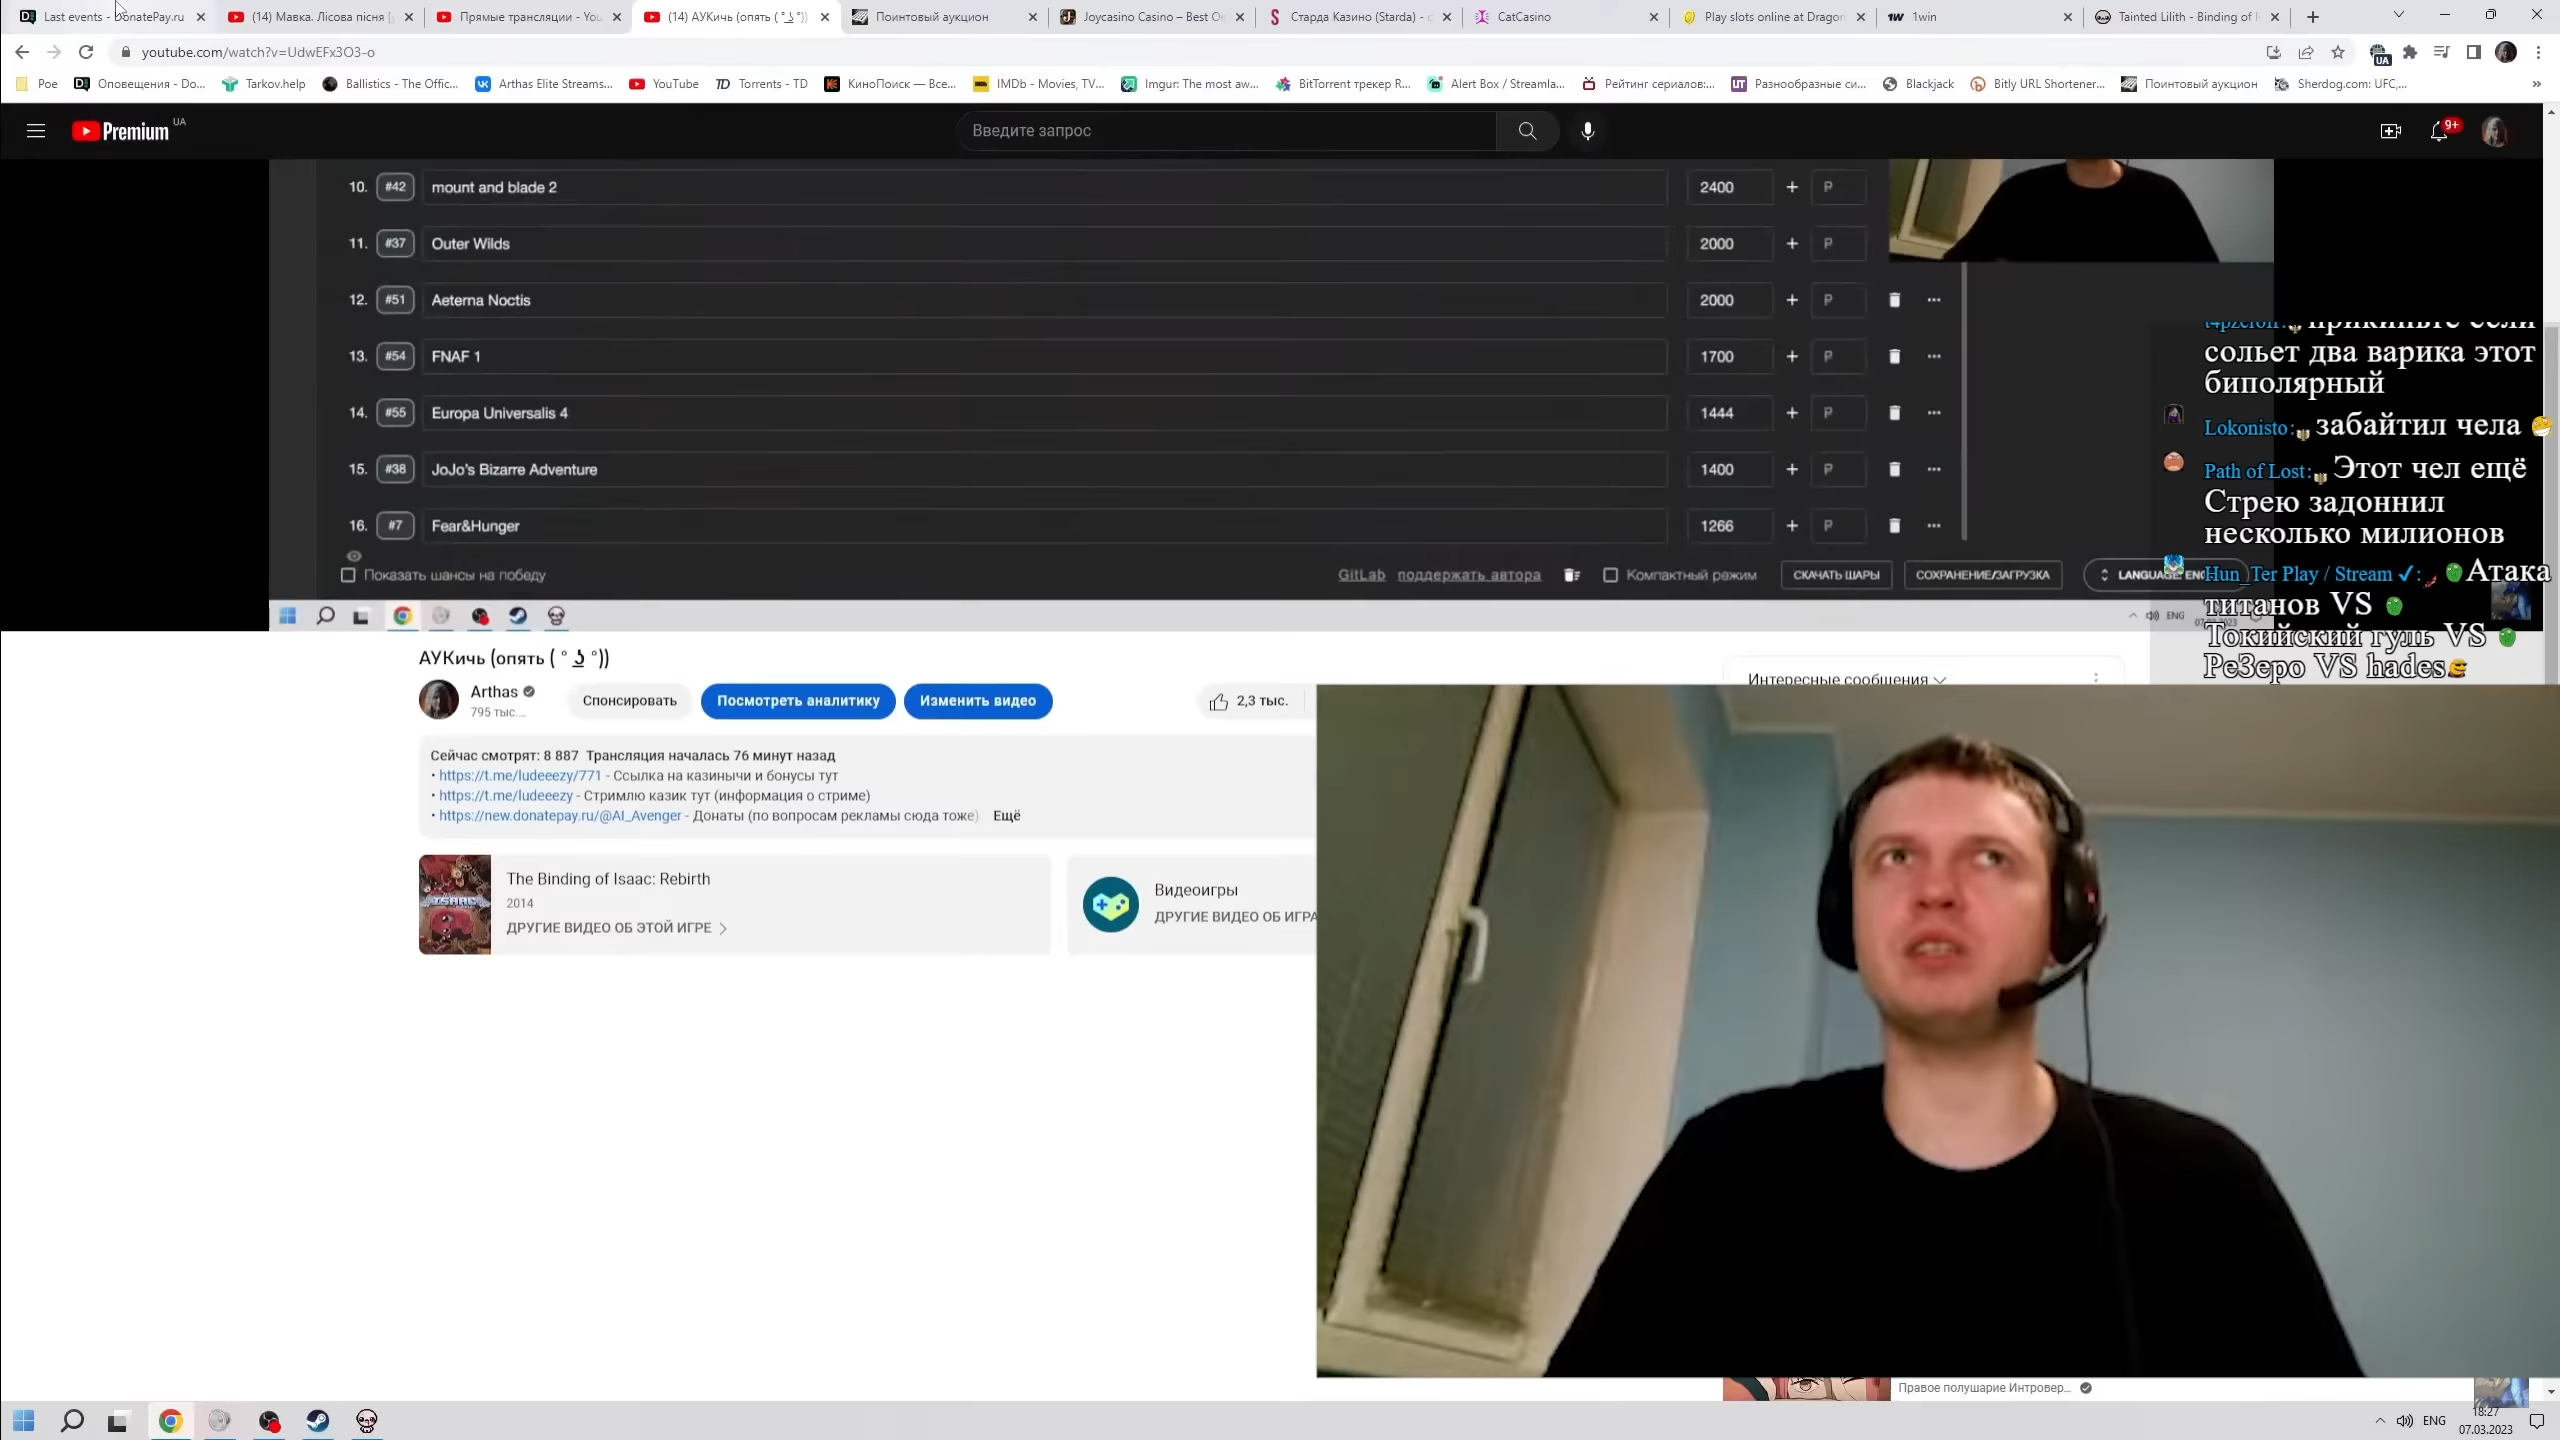 Last events - DonatePay.ru
(14) Мавка. Лісова пісня [
Прямые трансляции - You
(14) АУКичь (опять ( ͡° ͜ʖ ͡°))
Поинтовый аукцион
Joycasino Casino – Best O
Старда Казино (Starda) - о
CatCasino
Play slots online at Dragon
1win
Tainted Lilith - Binding of I
youtube.com/watch?v=UdwEFx3O3-o
UA
Poe
Оповещения - Do...
Tarkov.help
Ballistics - The Offic...
Arthas Elite Streams...
YouTube
Torrents - TD
КиноПоиск — Все...
IMDb - Movies, TV...
Imgur: The most aw...
BitTorrent трекер R...
Alert Box / Streamla...
Рейтинг сериалов:...
Разнообразные си...
Blackjack
Bitly URL Shortener...
Поинтовый аукцион
Sherdog.com: UFC,...
»
Premium UA
Введите запрос
9+
10. #42 mount and blade 2 2400 + ₽
11. #37 Outer Wilds 2000 + ₽
12. #51 Aeterna Noctis 2000 + ₽
13. #54 FNAF 1 1700 + ₽
14. #55 Europa Universalis 4 1444 + ₽
15. #38 JoJo's Bizarre Adventure 1400 + ₽
16. #7 Fear&Hunger 1266 + ₽
Показать шансы на победу
GitLab поддержать автора
Компактный режим
СКАЧАТЬ ШАРЫ
СОХРАНЕНИЕ/ЗАГРУЗКА
LANGUAGE: EN
ENG
прикиньте если
сольет два варика этот
биполярный
Lokonisto: забайтил чела
Path of Lost: Этот чел ещё
Стрею задоннил
несколько милионов
Hun_Ter Play / Stream ✓: Атака
титанов VS
Токийский гуль VS
РеЗеро VS hades
АУКичь (опять ( ͡° ͜ʖ ͡°))
Arthas
795 тыс....
Спонсировать
Посмотреть аналитику
Изменить видео
2,3 тыс.
Интересные сообщения
Сейчас смотрят: 8 887 Трансляция началась 76 минут назад
• https://t.me/ludeeezy/771 - Ссылка на казинычи и бонусы тут
• https://t.me/ludeeezy - Стримлю казик тут (информация о стриме)
• https://new.donatepay.ru/@AI_Avenger - Донаты (по вопросам рекламы сюда тоже) Ещё
The Binding of Isaac: Rebirth
2014
ДРУГИЕ ВИДЕО ОБ ЭТОЙ ИГРЕ
Видеоигры
ДРУГИЕ ВИДЕО ОБ ИГРА
Правое полушарие Интровер...
ENG
18:27
07.03.2023